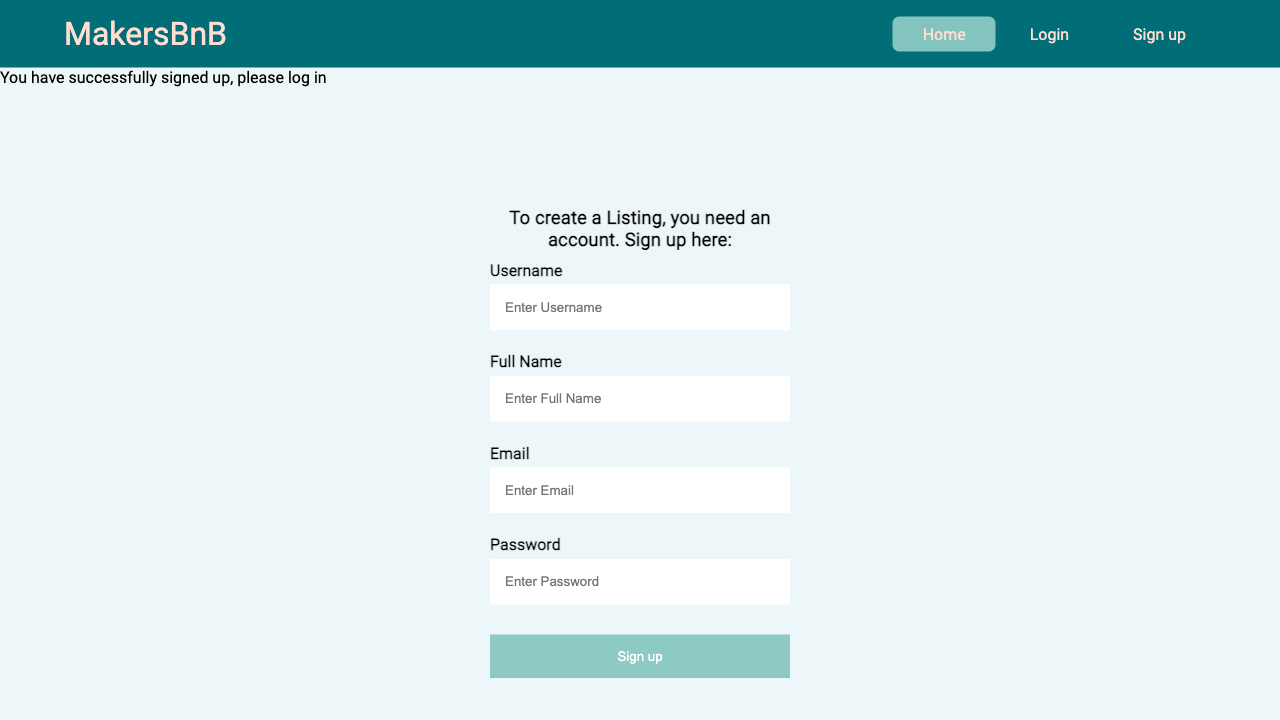 MakersBnB
Home
Login
Sign up
You have successfully signed up, please log in
To create a Listing, you need an
account. Sign up here:
Username
Enter Username
Full Name
Enter Full Name
Email
Enter Email
Password
Enter Password
Sign up